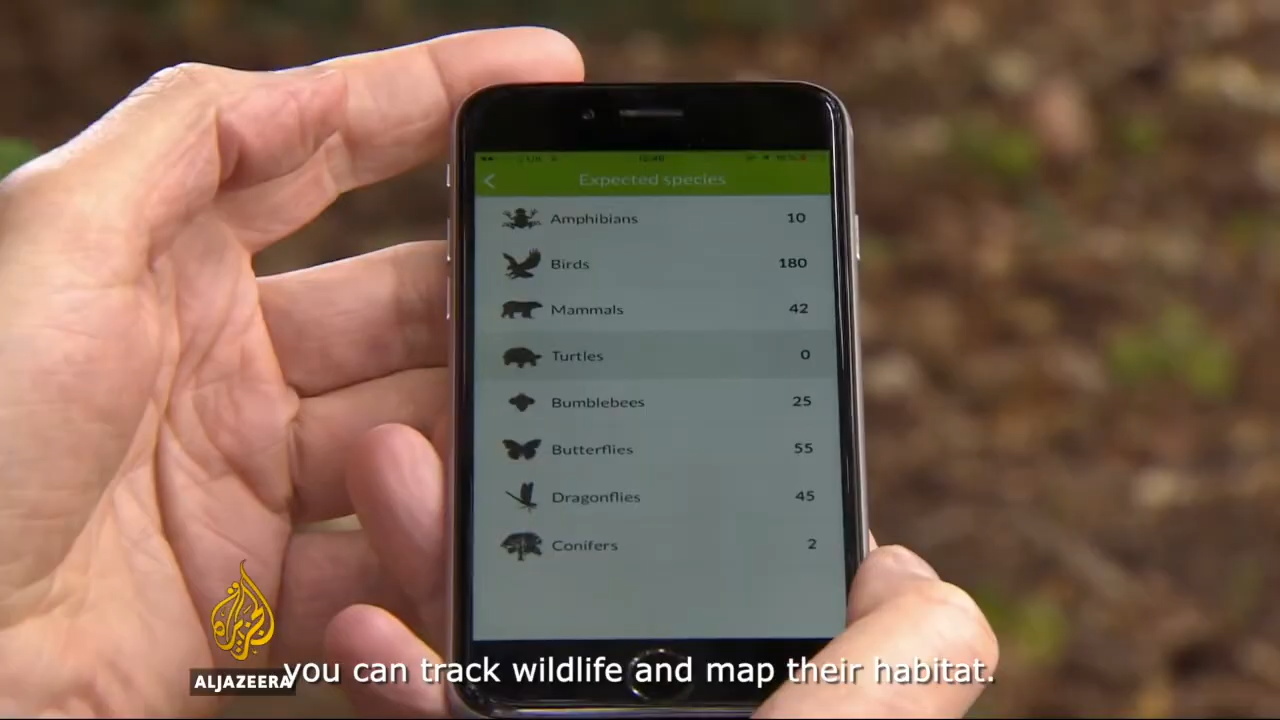 Expected species
Amphibians 10
Birds 180
Mammals 42
Turtles 0
Bumblebees 25
Butterflies 55
Dragonflies 45
Conifers 2
الجزيرة
ALJAZEERA
you can track wildlife and map their habitat.